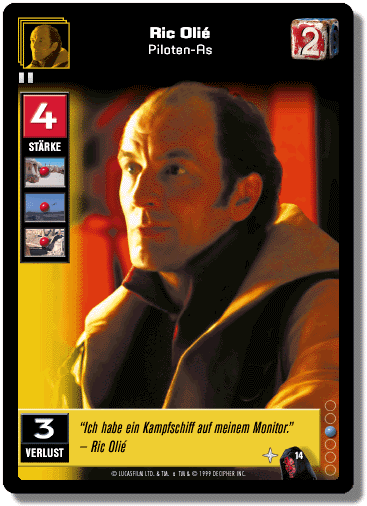 Ric Olié
Piloten-As
2
4
STÄRKE
3
VERLUST
"Ich habe ein Kampfschiff auf meinem Monitor."
– Ric Olié
14
© LUCASFILM LTD. & TM. ® TM & © 1999 DECIPHER INC.